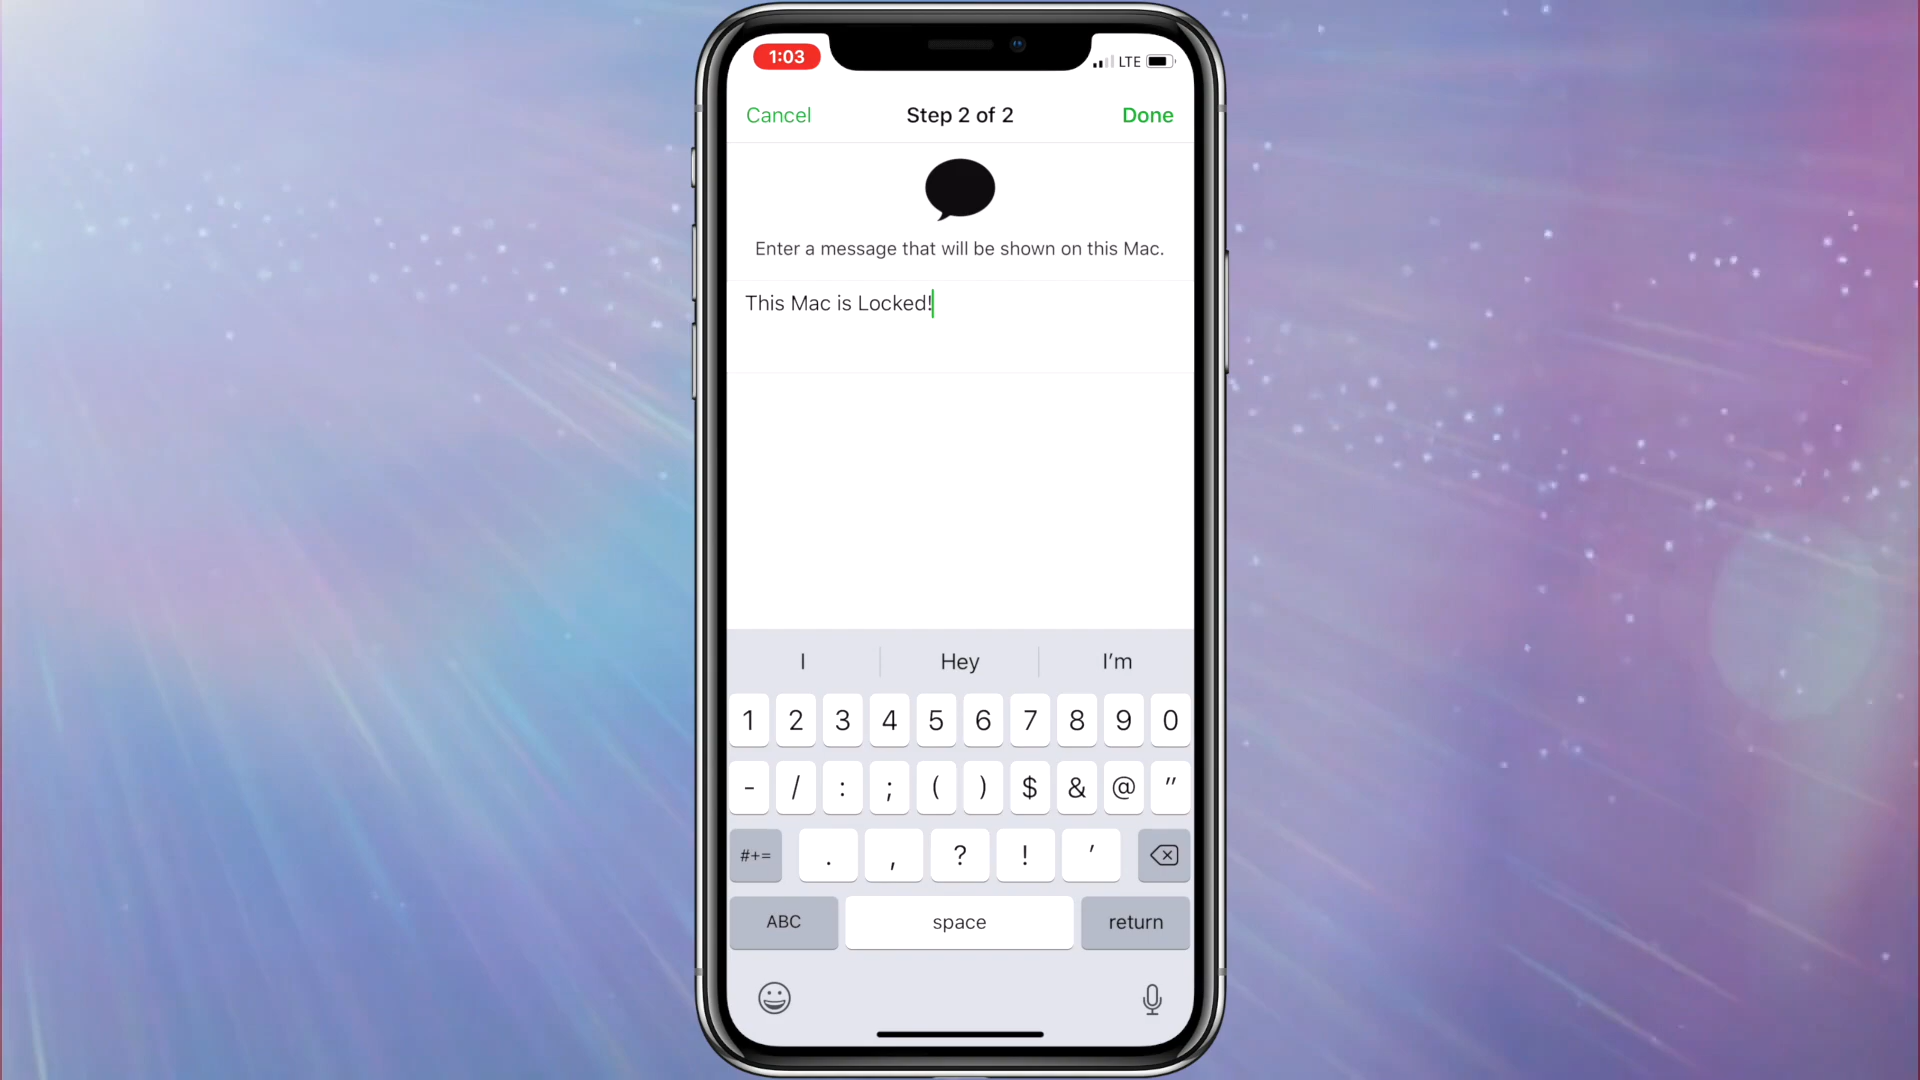 1:03 LTE
Cancel Step 2 of 2 Done
Enter a message that will be shown on this Mac.
This Mac is Locked!
I Hey I’m
1 2 3 4 5 6 7 8 9 0
- / : ; ( ) $ & @ "
#+= . , ? ! ’
ABC space return